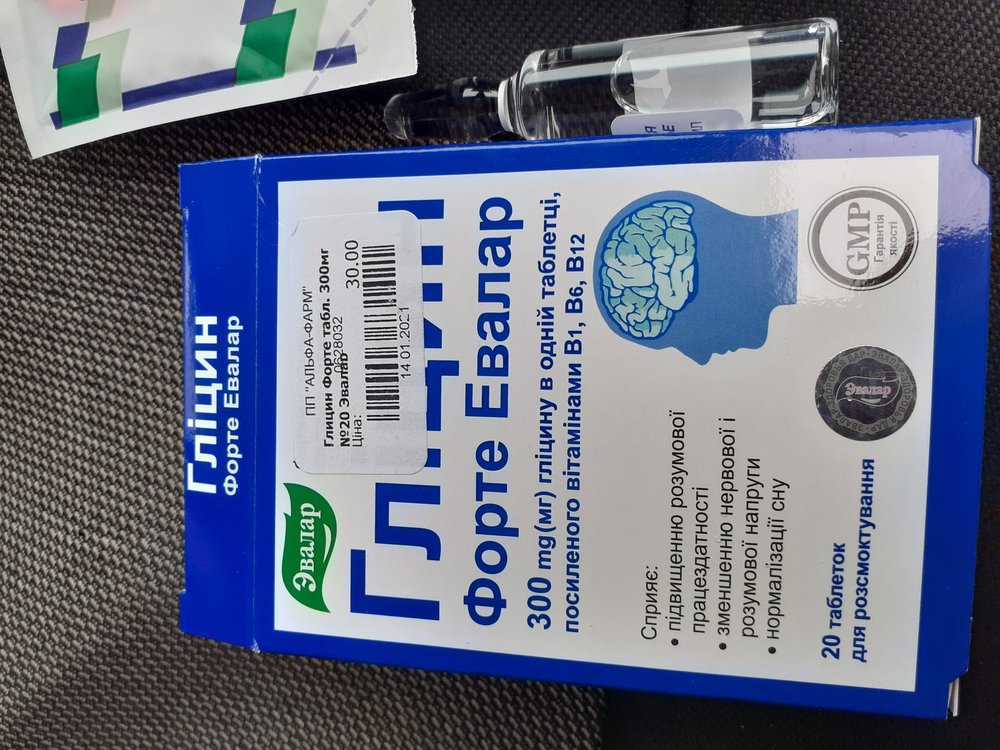 Гліцин
Форте Евалар
Эвалар
ПП "АЛЬФА-ФАРМ"
Глицин Форте табл. 300мг
№20 Эвалар
0628032
Ціна:
30.00
14.01.2021
Гліцин
Форте Евалар
300 mg(мг) гліцину в одній таблетці,
посиленого вітамінами B1, B6, B12
Сприяє:
• підвищенню розумової
працездатності
• зменшенню нервової і
розумової напруги
• нормалізації сну
20 таблеток
для розсмоктування
GMP
Гарантія
якості
Эвалар